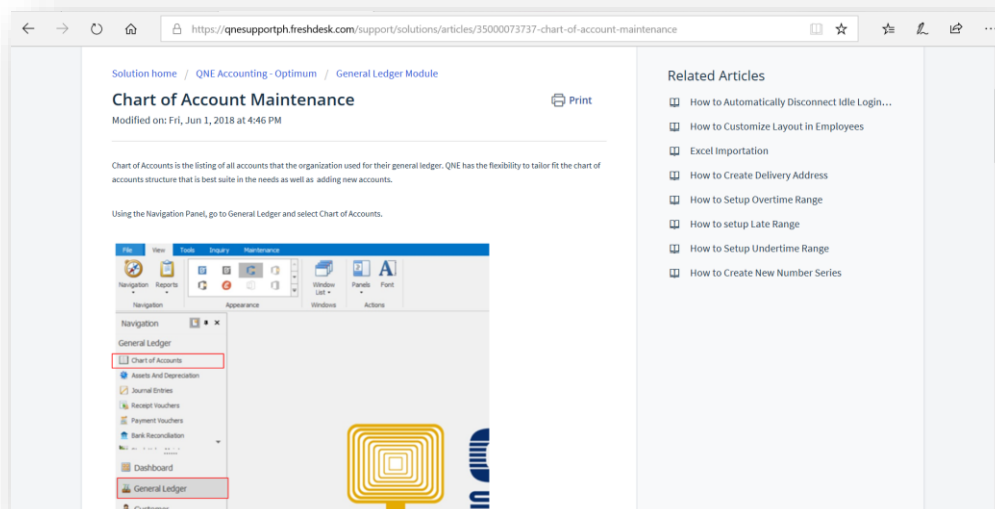 https://qnesupportph.freshdesk.com/support/solutions/articles/35000073737-chart-of-account-maintenance
Solution home / QNE Accounting - Optimum / General Ledger Module
Chart of Account Maintenance
Print
Modified on: Fri, Jun 1, 2018 at 4:46 PM
Chart of Accounts is the listing of all accounts that the organization used for their general ledger. QNE has the flexibility to tailor fit the chart of
accounts structure that is best suite in the needs as well as adding new accounts.
Using the Navigation Panel, go to General Ledger and select Chart of Accounts.
File View Tools Inquiry Maintenance
Navigation Reports Window List Panels Font
Navigation Appearance Windows Actions
Navigation
General Ledger
Chart of Accounts
Assets And Depreciation
Journal Entries
Receipt Vouchers
Payment Vouchers
Bank Reconciliation
Dashboard
General Ledger
Customer
Related Articles
How to Automatically Disconnect Idle Login...
How to Customize Layout in Employees
Excel Importation
How to Create Delivery Address
How to Setup Overtime Range
How to setup Late Range
How to Setup Undertime Range
How to Create New Number Series